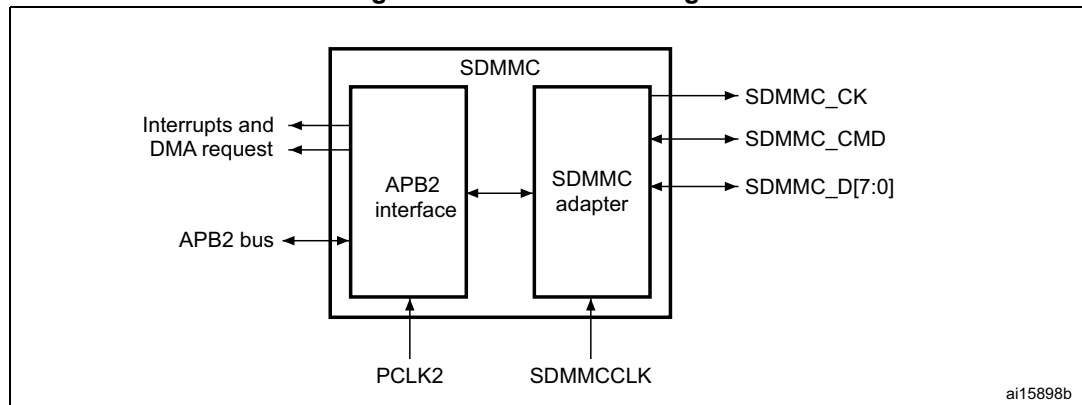 SDMMC
Interrupts and
DMA request
APB2 bus
APB2
interface
SDMMC
adapter
SDMMC_CK
SDMMC_CMD
SDMMC_D[7:0]
PCLK2
SDMMCCLK
ai15898b